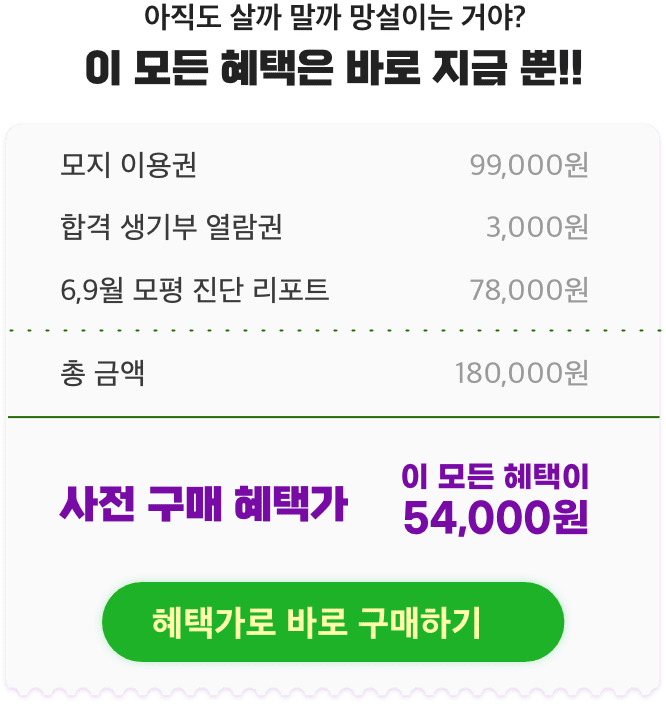 아직도 살까 말까 망설이는 거야?
이 모든 혜택은 바로 지금 뿐!!
모지 이용권 99,000원
합격 생기부 열람권 3,000원
6,9월 모평 진단 리포트 78,000원
총 금액 180,000원
이 모든 혜택이
사전 구매 혜택가 54,000원
혜택가로 바로 구매하기